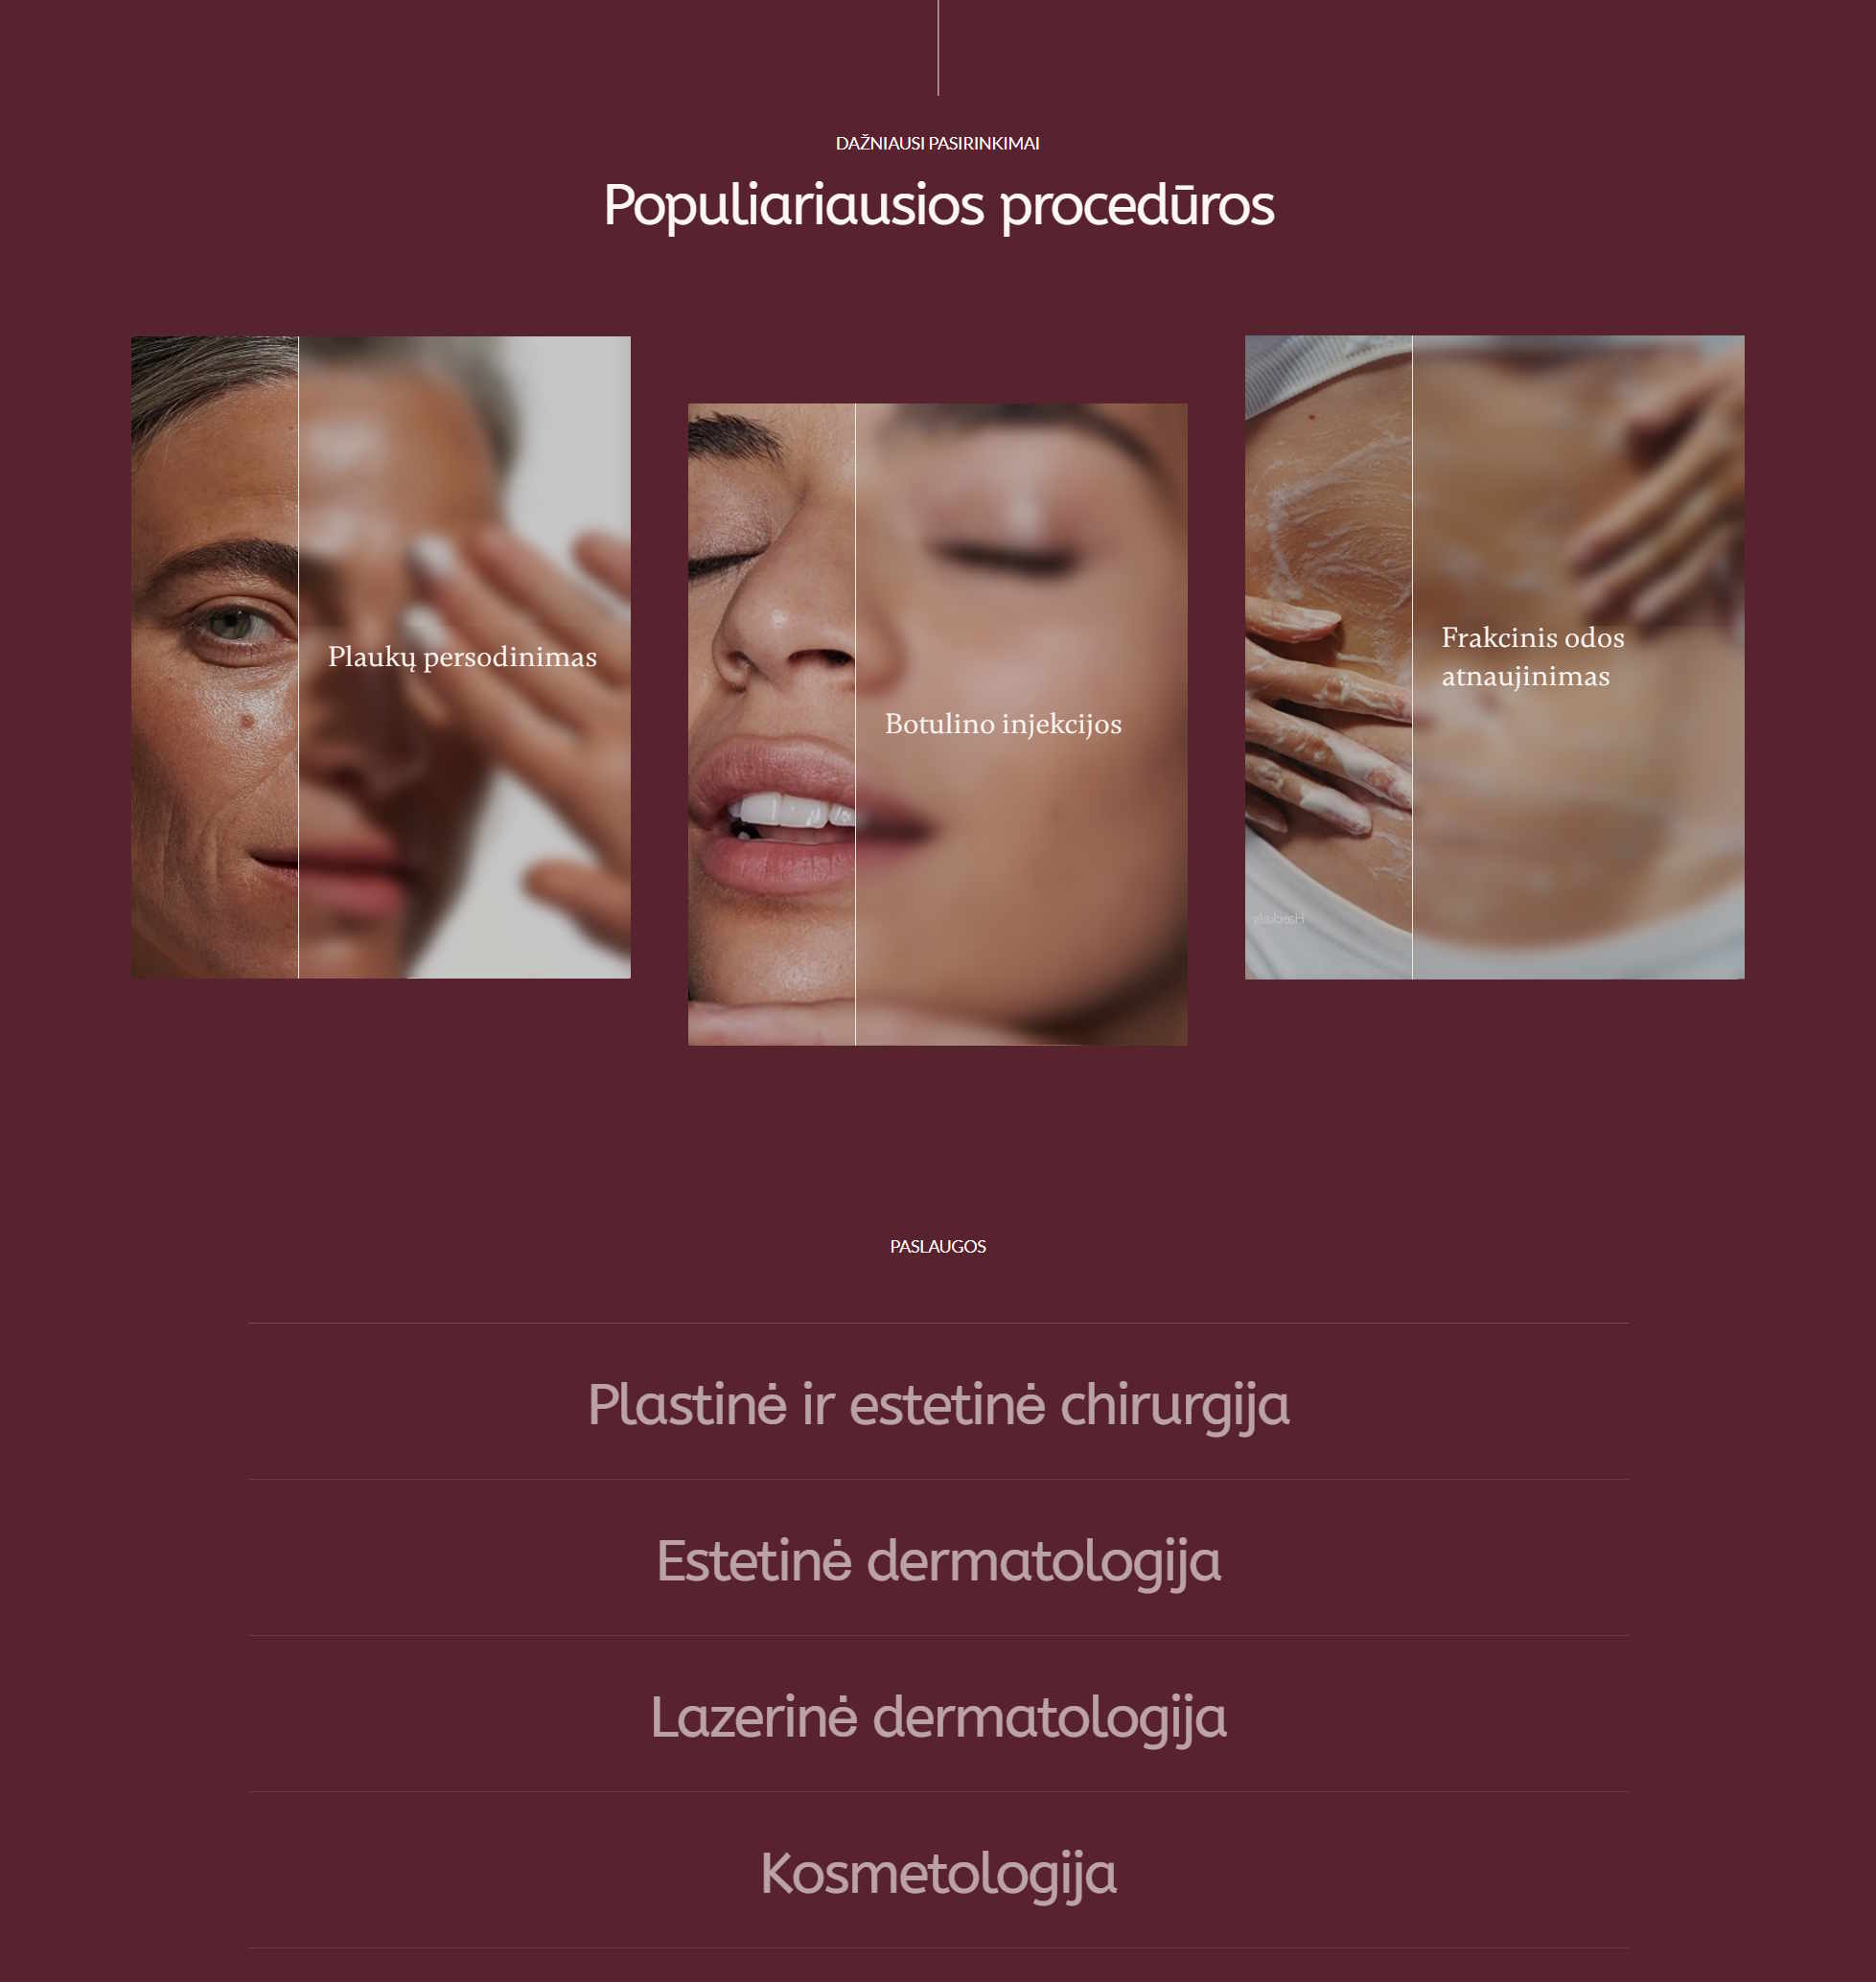 DAŽNIAUSI PASIRINKIMAI
Populiariausios procedūros
Plaukų persodinimas
Botulino injekcijos
Frakcinis odos
atnaujinimas
PASLAUGOS
Plastinė ir estetinė chirurgija
Estetinė dermatologija
Lazerinė dermatologija
Kosmetologija